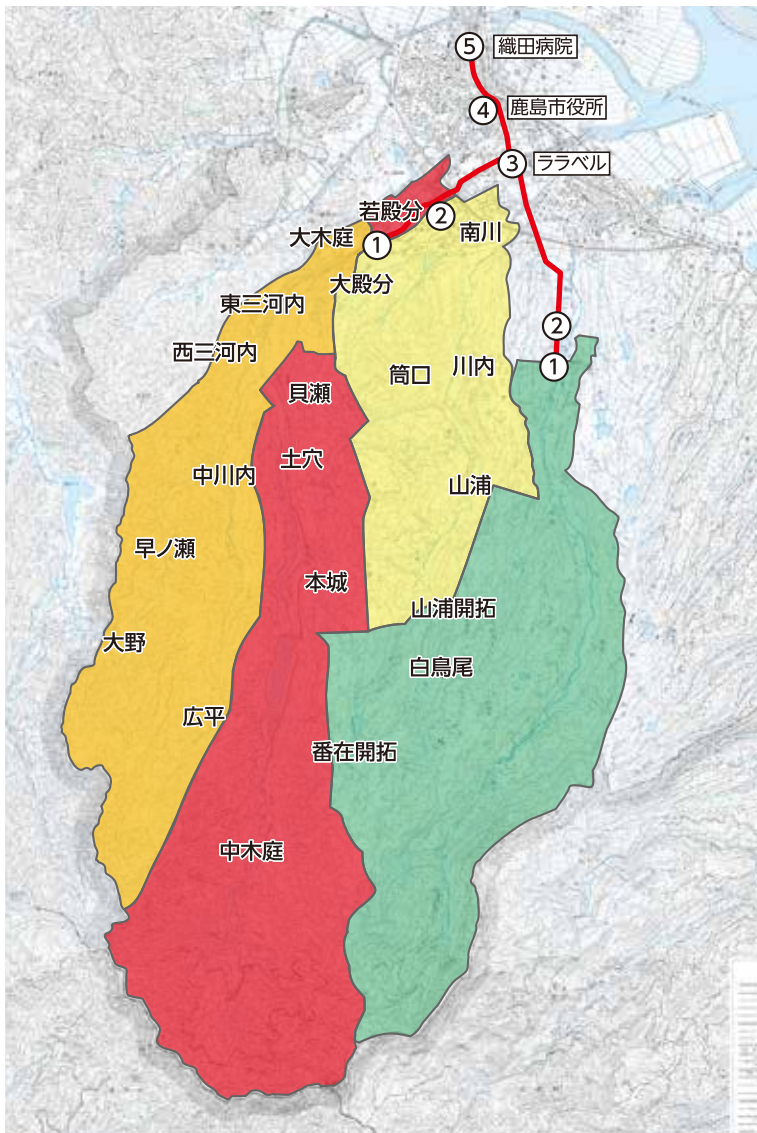 ⑤ 織田病院
④ 鹿島市役所
③ ララベル
若殿分
②
南川
大木庭
①
大殿分
東三河内
②
西三河内
川内
①
筒口
貝瀬
土穴
中川内
山浦
早ノ瀬
本城
山浦開拓
大野
白鳥尾
広平
番在開拓
中木庭